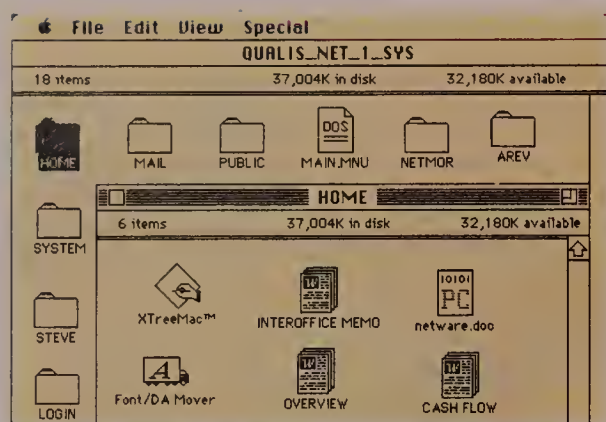 File Edit View Special
QUALIS_NET_1_SYS
18 items 37,004K in disk 32,180K available
DOS
HOME MAIL PUBLIC MAIN.MNU NETMOR AREV
HOME
6 items 37,004K in disk 32,180K available
SYSTEM
W 10101
W PC
XTreeMac™ INTEROFFICE MEMO netware.doc
STEVE
A W W
Font/DA Mover OVERVIEW CASH FLOW
LOGIN